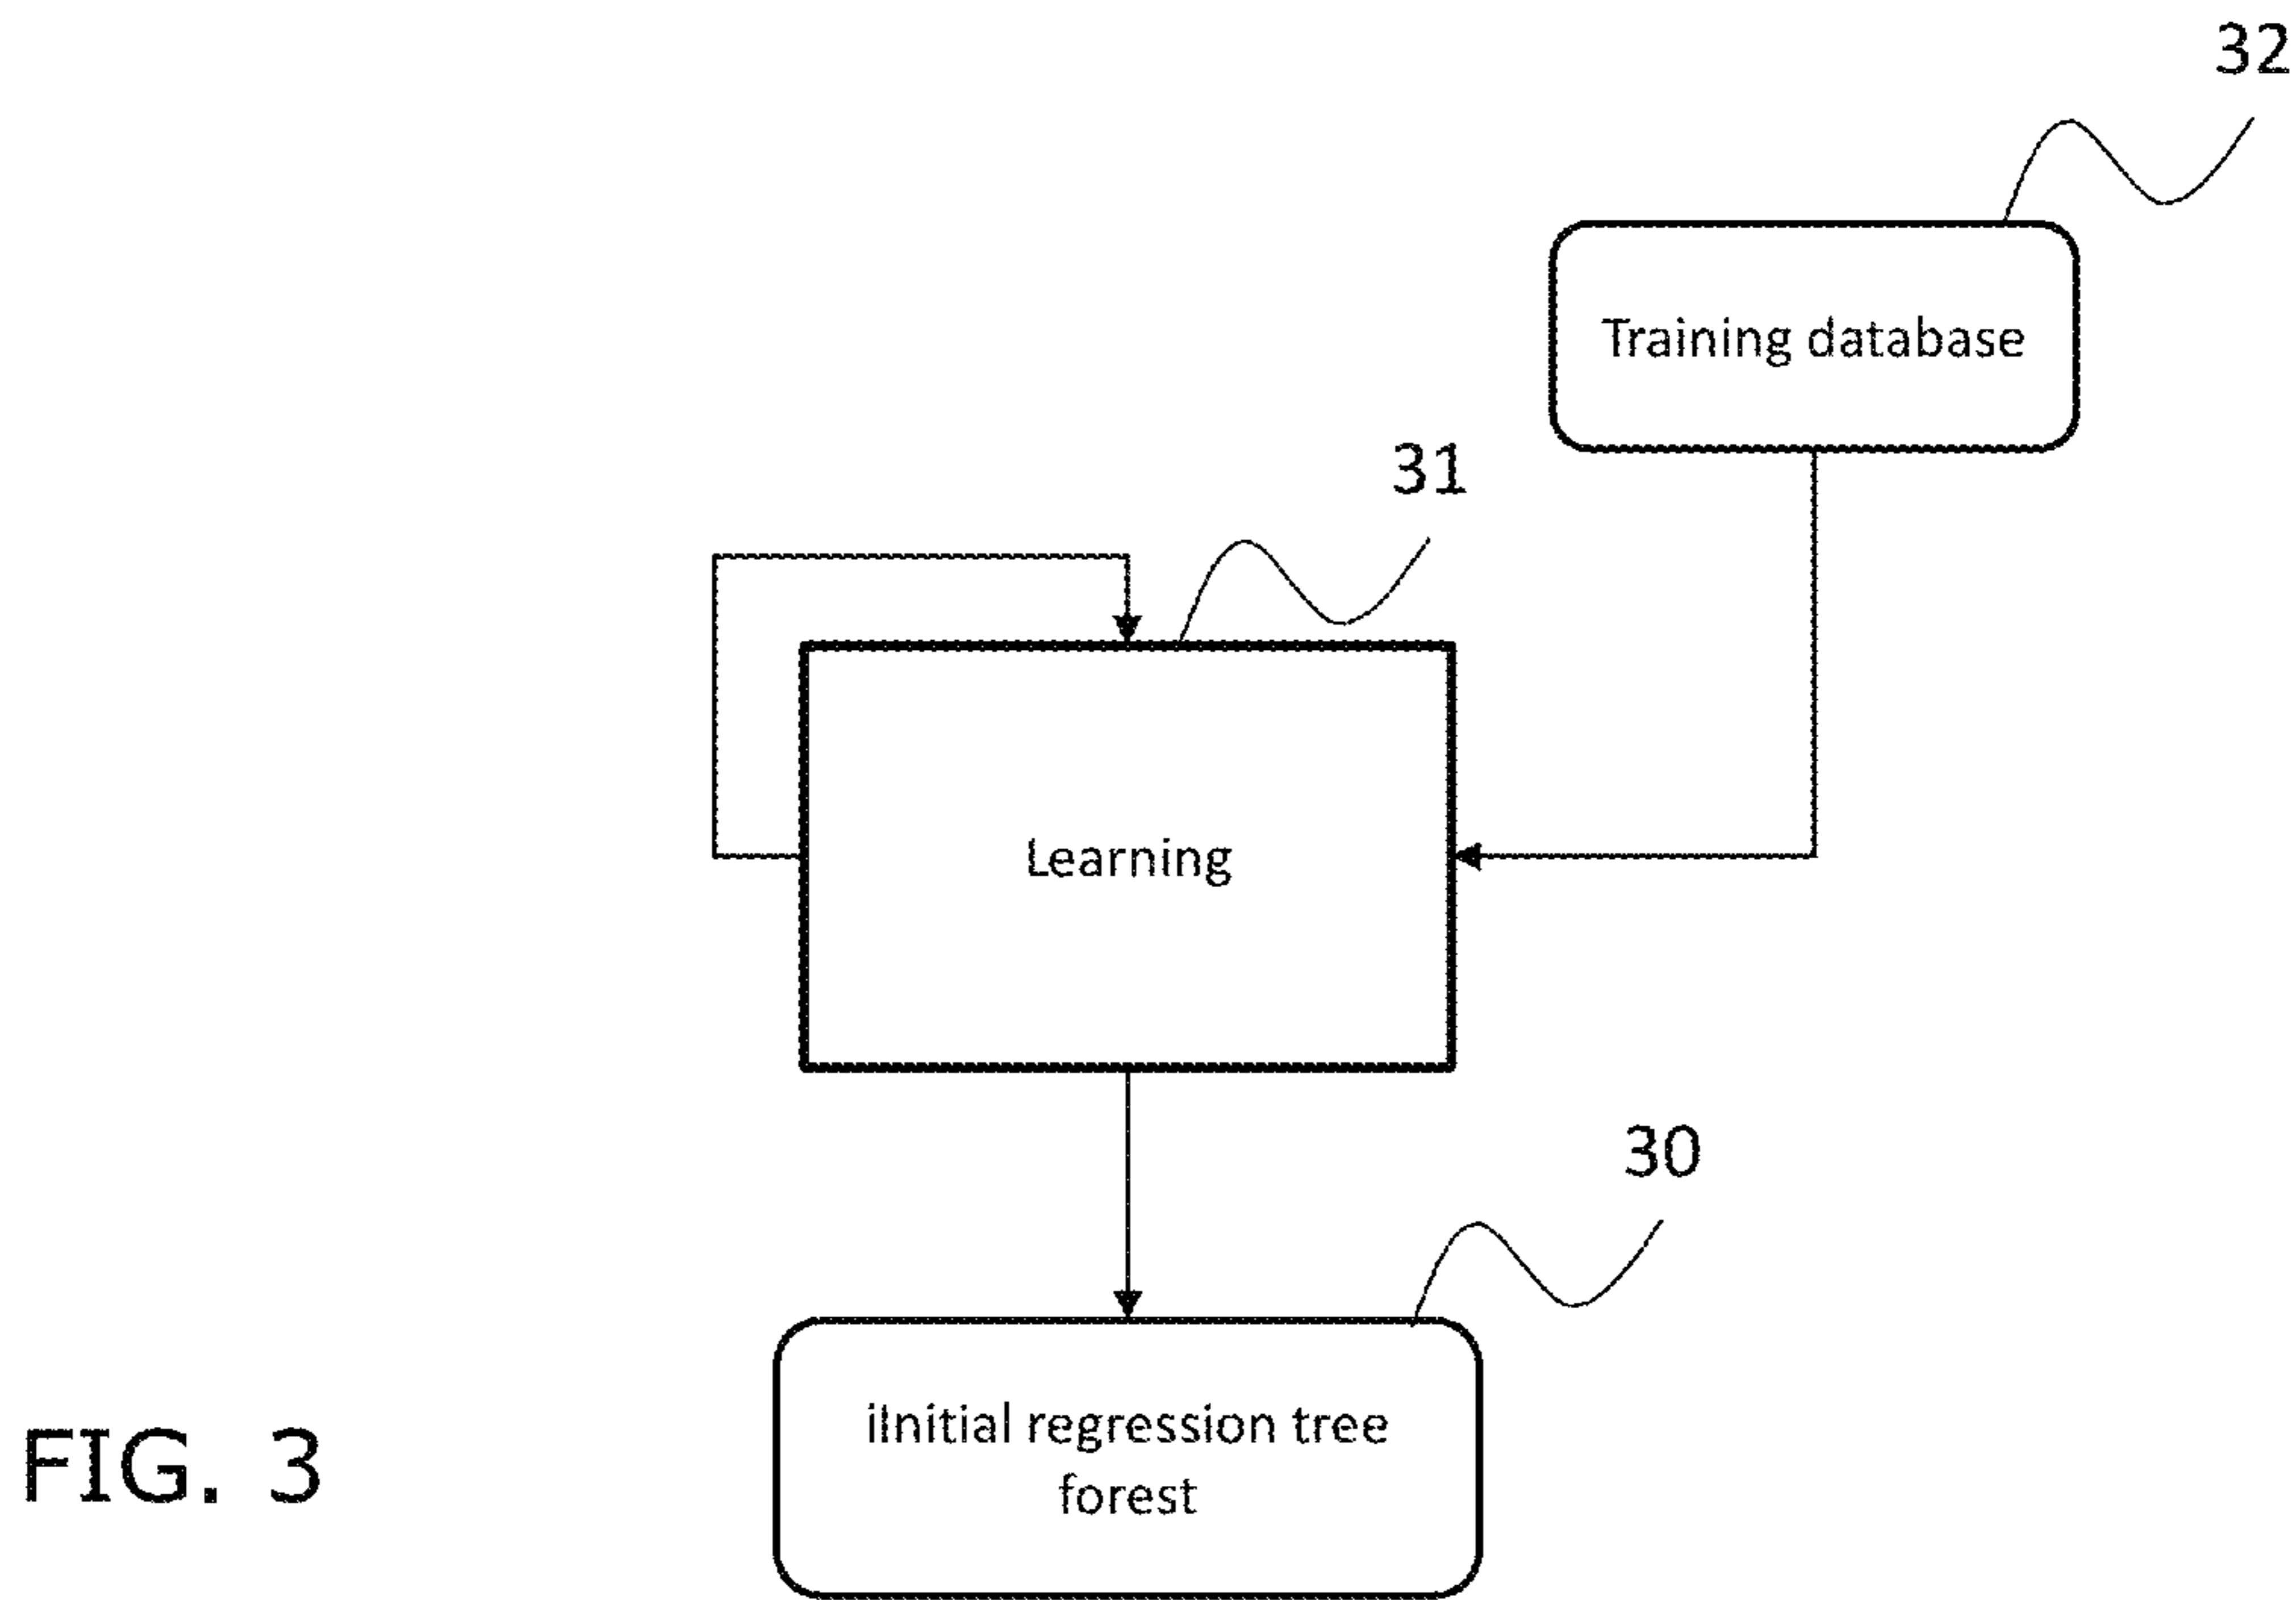 32
Training database
31
Learning
30
iInitial regression tree
forest
FIG. 3